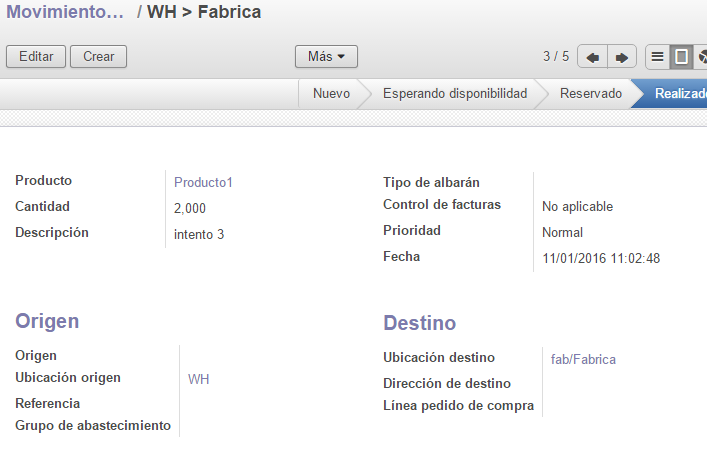 Movimiento… / WH > Fabrica
Editar Crear Más 3 / 5
Nuevo Esperando disponibilidad Reservado Realizado
Producto Producto1
Cantidad 2,000
Descripción intento 3
Tipo de albarán
Control de facturas No aplicable
Prioridad Normal
Fecha 11/01/2016 11:02:48
Origen
Origen
Ubicación origen WH
Referencia
Grupo de abastecimiento
Destino
Ubicación destino fab/Fabrica
Dirección de destino
Línea pedido de compra